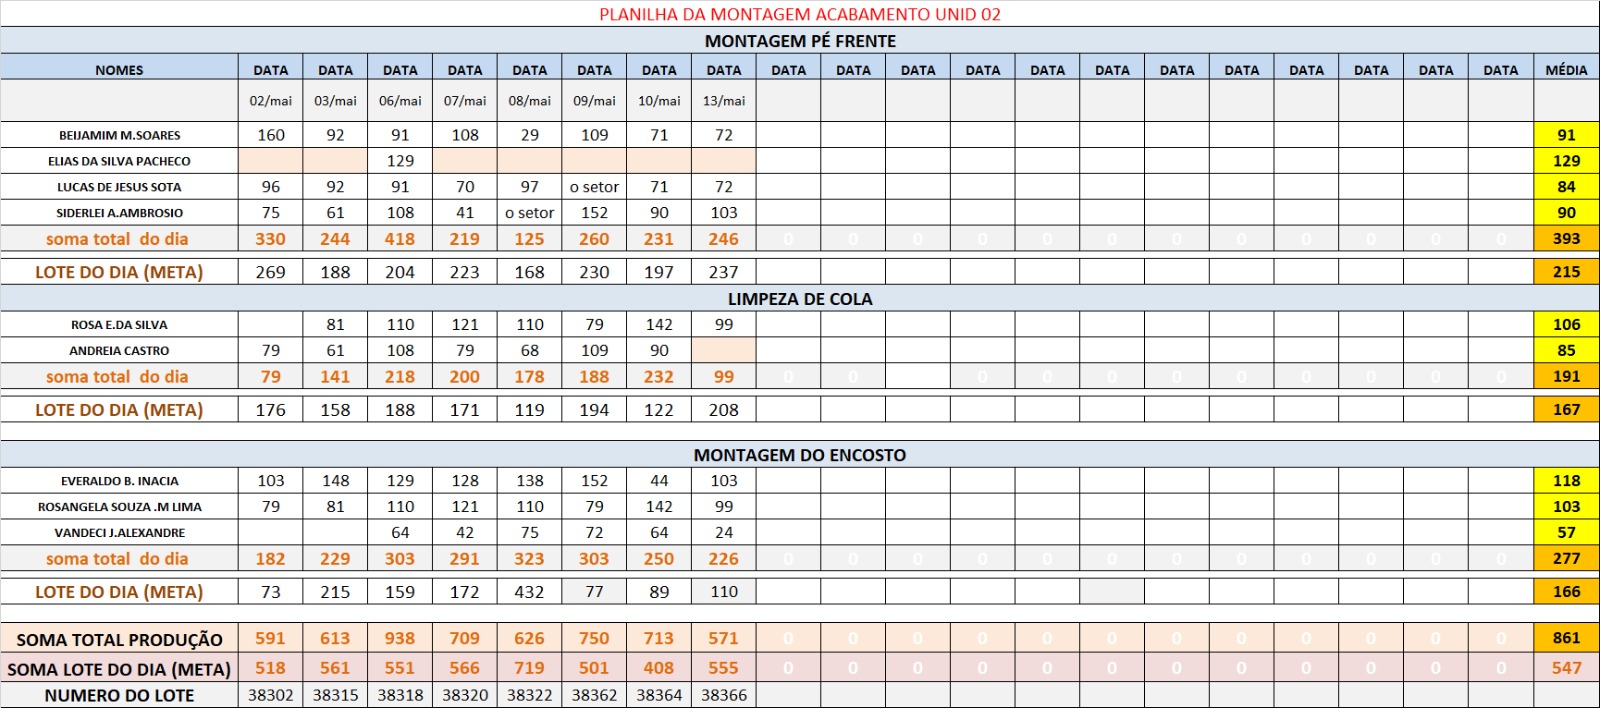 PLANILHA DA MONTAGEM ACABAMENTO UNID 02
MONTAGEM PÉ FRENTE
NOMES DATA DATA DATA DATA DATA DATA DATA DATA DATA DATA DATA DATA DATA DATA DATA DATA DATA DATA DATA DATA MÉDIA
02/mai 03/mai 06/mai 07/mai 08/mai 09/mai 10/mai 13/mai
BEIJAMIM M.SOARES 160 92 91 108 29 109 71 72 91
ELIAS DA SILVA PACHECO 129 129
LUCAS DE JESUS SOTA 96 92 91 70 97 o setor 71 72 84
SIDERLEI A.AMBROSIO 75 61 108 41 o setor 152 90 103 90
soma total do dia 330 244 418 219 125 260 231 246 0 0 0 0 0 0 0 0 0 0 0 0 393
LOTE DO DIA (META) 269 188 204 223 168 230 197 237 215
LIMPEZA DE COLA
ROSA E.DA SILVA 81 110 121 110 79 142 99 106
ANDREIA CASTRO 79 61 108 79 68 109 90 85
soma total do dia 79 141 218 200 178 188 232 99 0 0 0 0 0 0 0 0 0 0 0 191
LOTE DO DIA (META) 176 158 188 171 119 194 122 208 167
MONTAGEM DO ENCOSTO
EVERALDO B. INACIA 103 148 129 128 138 152 44 103 118
ROSANGELA SOUZA .M LIMA 79 81 110 121 110 79 142 99 103
VANDECI J.ALEXANDRE 64 42 75 72 64 24 57
soma total do dia 182 229 303 291 323 303 250 226 0 0 0 0 0 0 0 0 0 0 0 0 277
LOTE DO DIA (META) 73 215 159 172 432 77 89 110 166
SOMA TOTAL PRODUÇÃO 591 613 938 709 626 750 713 571 0 0 0 0 0 0 0 0 0 0 0 0 861
SOMA LOTE DO DIA (META) 518 561 551 566 719 501 408 555 0 0 0 0 0 0 0 0 0 0 0 0 547
NUMERO DO LOTE 38302 38315 38318 38320 38322 38362 38364 38366